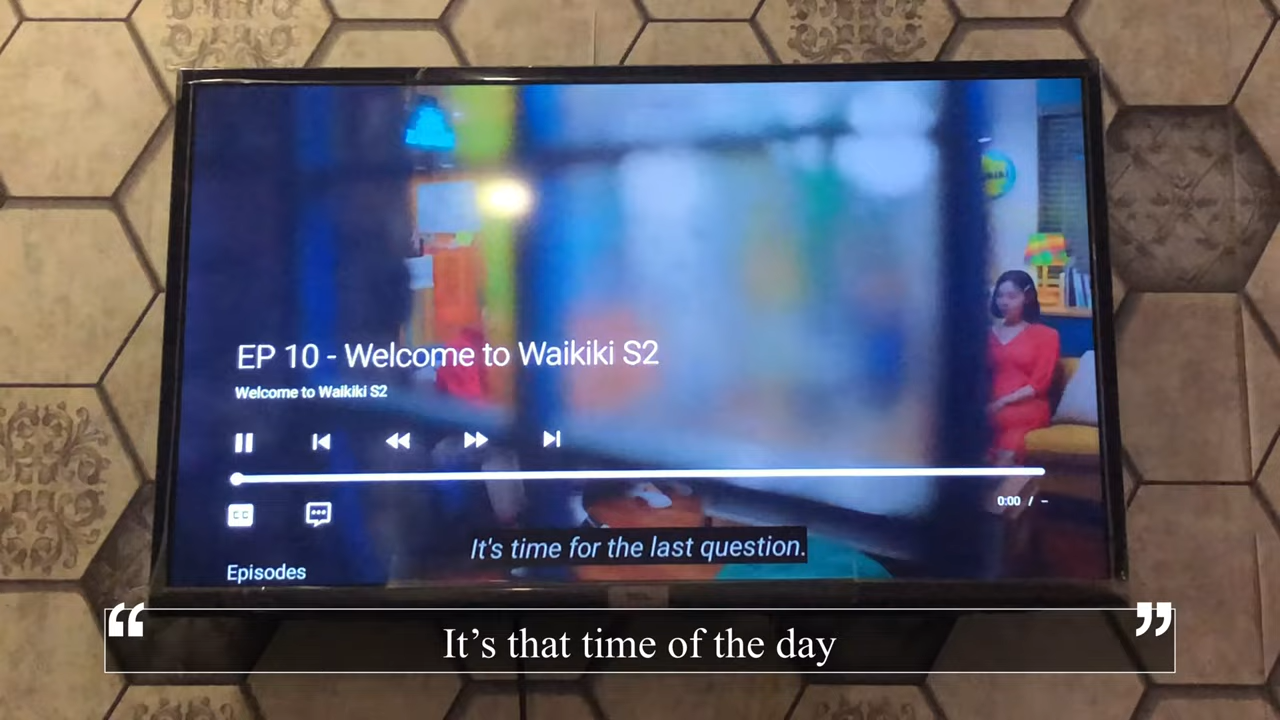 EP 10 - Welcome to Waikiki S2
Welcome to Waikiki S2
0:00 / -
CC
It's time for the last question.
Episodes
“ It’s that time of the day ”